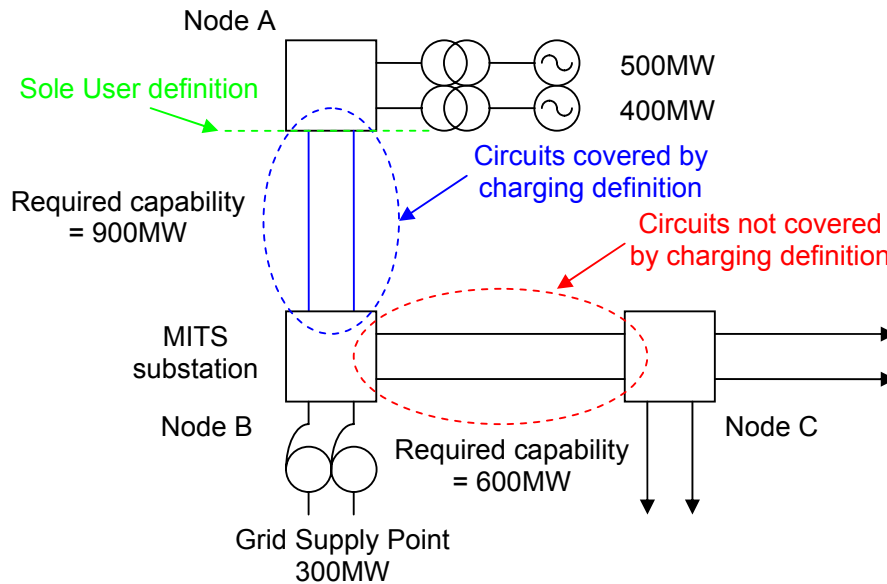 Node A
500MW
400MW
Sole User definition
Circuits covered by
charging definition
Required capability
= 900MW
Circuits not covered
by charging definition
MITS
substation
Node B
Node C
Required capability
= 600MW
Grid Supply Point
300MW